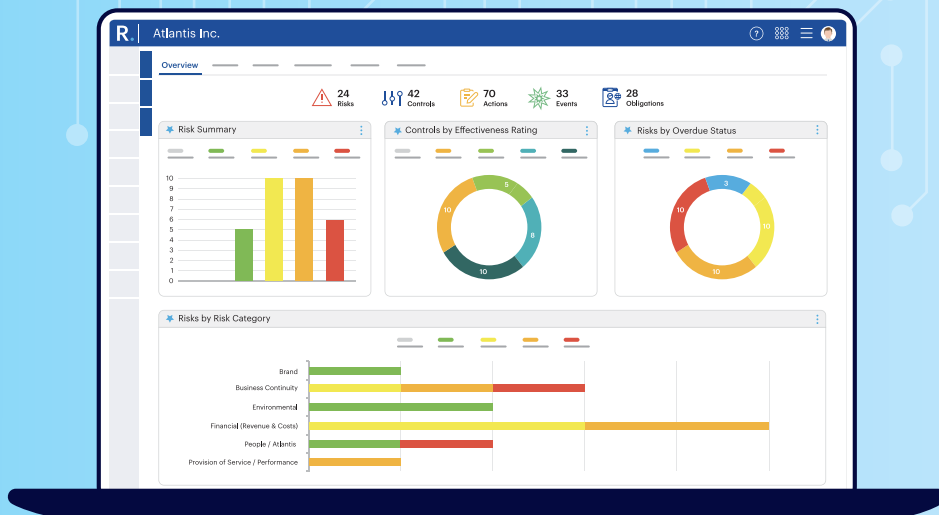 R. Atlantis Inc. ?
Overview
24 Risks
42 Controls
70 Actions
33 Events
28 Obligations
Risk Summary
10
9
8
7
6
5
4
3
2
1
0
Controls by Effectiveness Rating
5
8
10
10
Risks by Overdue Status
3
10
10
10
Risks by Risk Category
Brand
Business Continuity
Environmental
Financial (Revenue & Costs)
People / Atlantis
Provision of Service / Performance